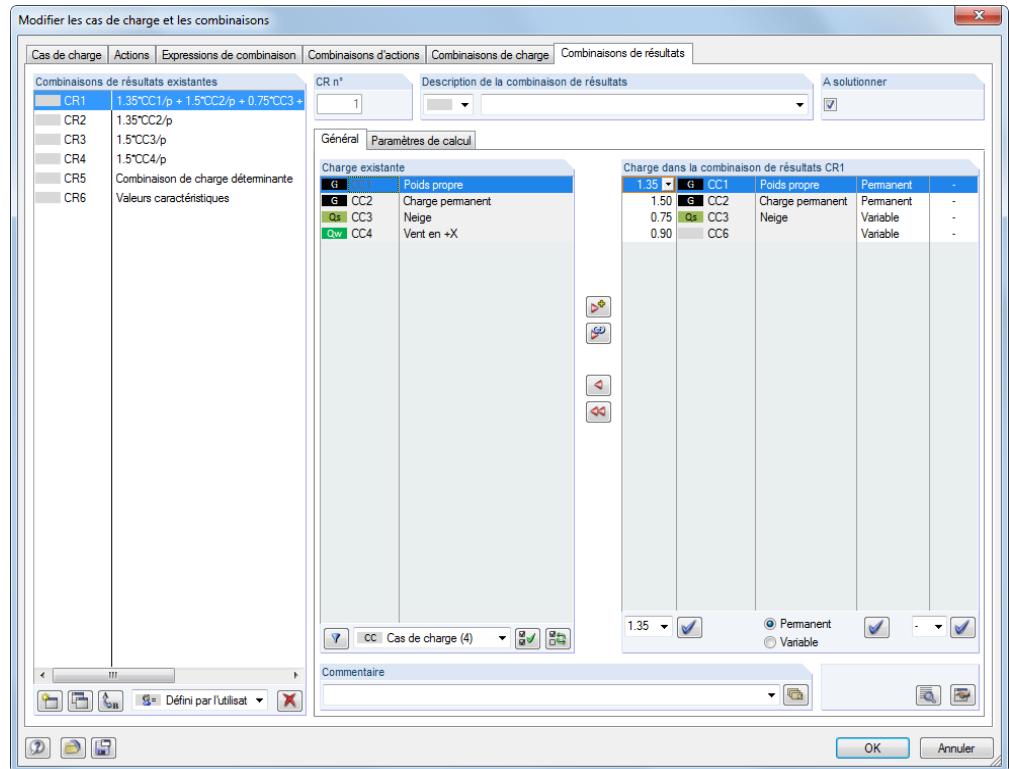 Modifier les cas de charge et les combinaisons
Cas de charge Actions Expressions de combinaison Combinaisons d'actions Combinaisons de charge Combinaisons de résultats
Combinaisons de résultats existantes
CR1 1.35*CC1/p + 1.5*CC2/p + 0.75*CC3 +
CR2 1.35*CC2/p
CR3 1.5*CC3/p
CR4 1.5*CC4/p
CR5 Combinaison de charge déterminante
CR6 Valeurs caractéristiques
Défini par l'utilisat
CR n°
1
Description de la combinaison de résultats
A solutionner
Général Paramètres de calcul
Charge existante
G CC1 Poids propre
G CC2 Charge permanent
Qs CC3 Neige
Qw CC4 Vent en +X
CC Cas de charge (4)
Charge dans la combinaison de résultats CR1
1.35 G CC1 Poids propre Permanent -
1.50 G CC2 Charge permanent Permanent -
0.75 Qs CC3 Neige Variable -
0.90 CC6 Variable -
1.35 Permanent -
Variable
Commentaire
OK Annuler